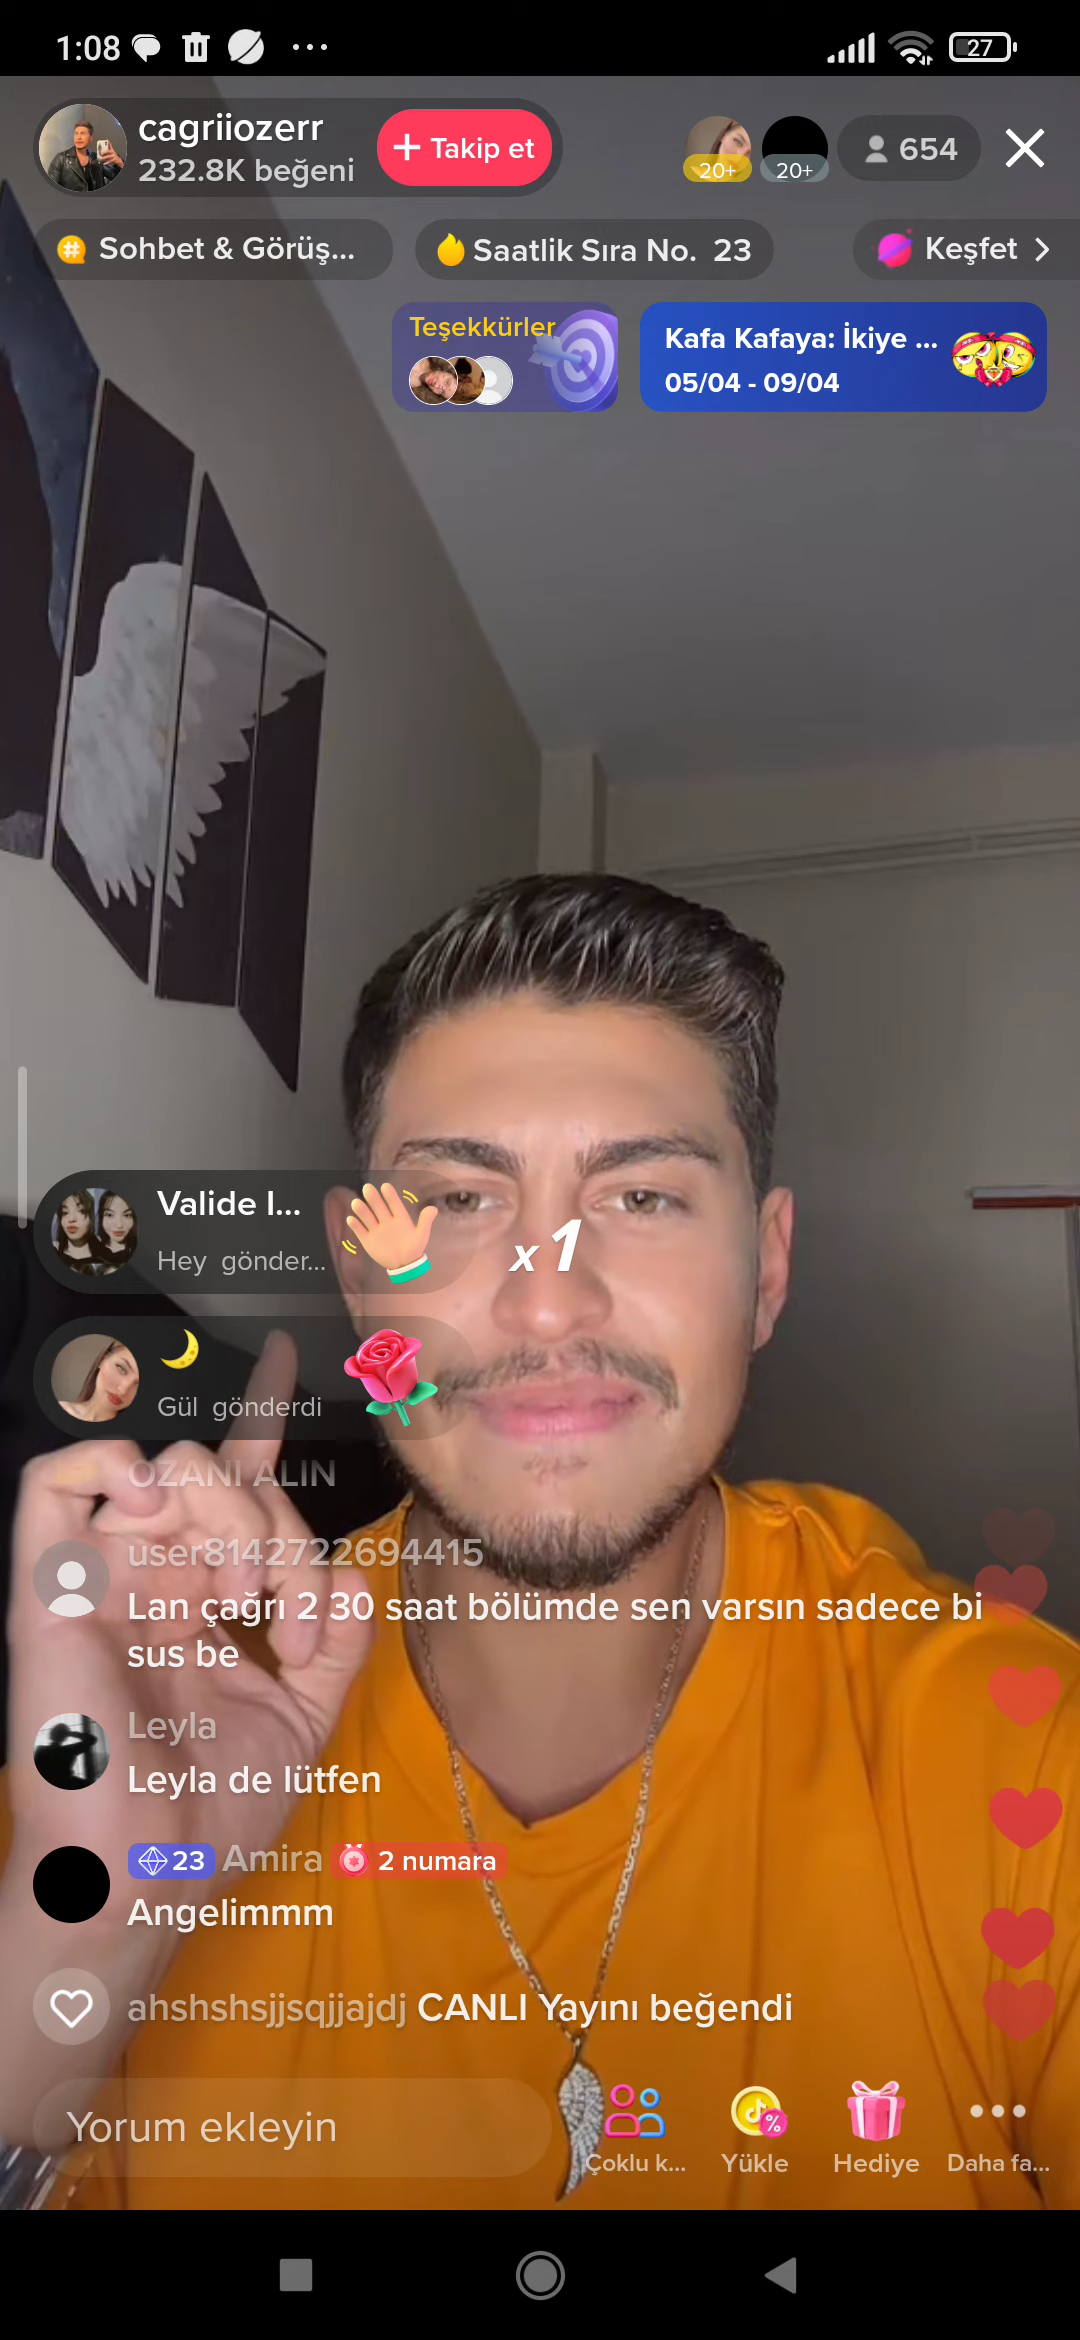 1:08
27
cagriiozerr
232.8K beğeni
+ Takip et
20+
20+
654
Sohbet & Görüş...
Saatlik Sıra No. 23
Keşfet
Teşekkürler
Kafa Kafaya: İkiye ...
05/04 - 09/04
Valide I...
Hey gönder...
x1
🌙
Gül gönderdi
OZANI ALIN
user8142722694415
Lan çağrı 2 30 saat bölümde sen varsın sadece bi
sus be
Leyla
Leyla de lütfen
23 Amira 2 numara
Angelimmm
ahshshsjjsqjjajdj CANLI Yayını beğendi
Yorum ekleyin
Çoklu k...
Yükle
Hediye
Daha fa...